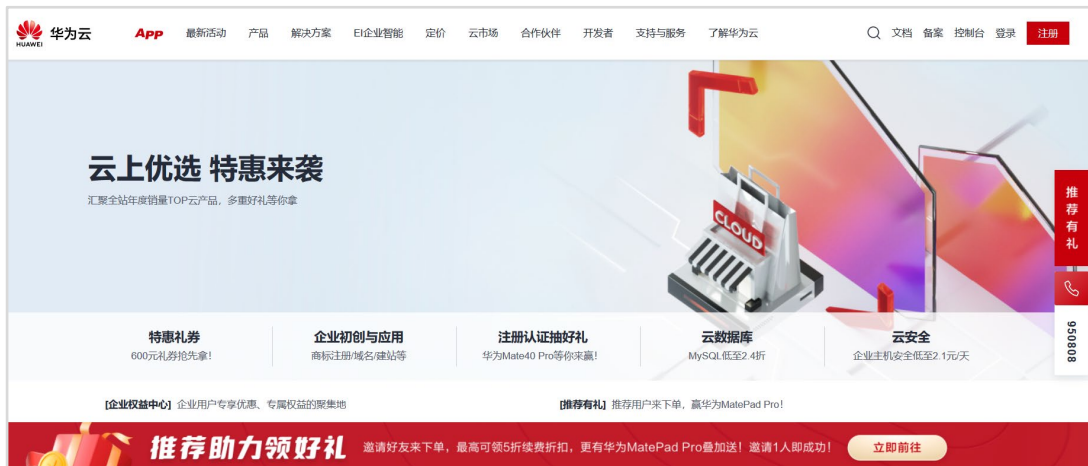 HUAWEI
华为云
App 最新活动 产品 解决方案 EI企业智能 定价 云市场 合作伙伴 开发者 支持与服务 了解华为云 文档 备案 控制台 登录 注册
云上优选 特惠来袭
汇聚全站年度销量TOP云产品，多重好礼等你拿
CLOUD
推荐有礼
950808
特惠礼券 企业初创与应用 注册认证抽好礼 云数据库 云安全
600元礼券抢先拿! 商标注册/域名/建站等 华为Mate40 Pro等你来赢! MySQL低至2.4折 企业主机安全低至2.1元/天
[企业权益中心] 企业用户专享优惠、专属权益的聚集地 [推荐有礼] 推荐用户来下单，赢华为MatePad Pro!
推荐助力领好礼 邀请好友来下单，最高可领5折续费折扣，更有华为MatePad Pro叠加送！邀请1人即成功！ 立即前往